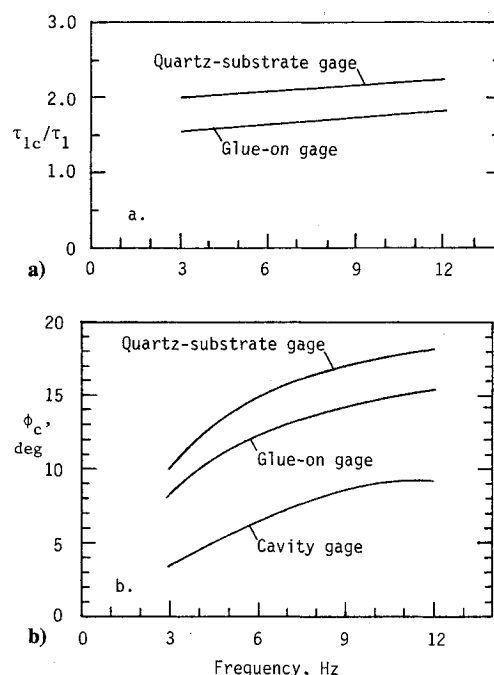 3.0
Quartz-substrate gage
2.0
τ1c/τ1
Glue-on gage
1.0
a.
0
a)
0 3 6 9 12
20
Quartz-substrate gage
15
ϕc,
deg
Glue-on gage
10
5
Cavity gage
b.
0
b)
0 3 6 9 12
Frequency, Hz